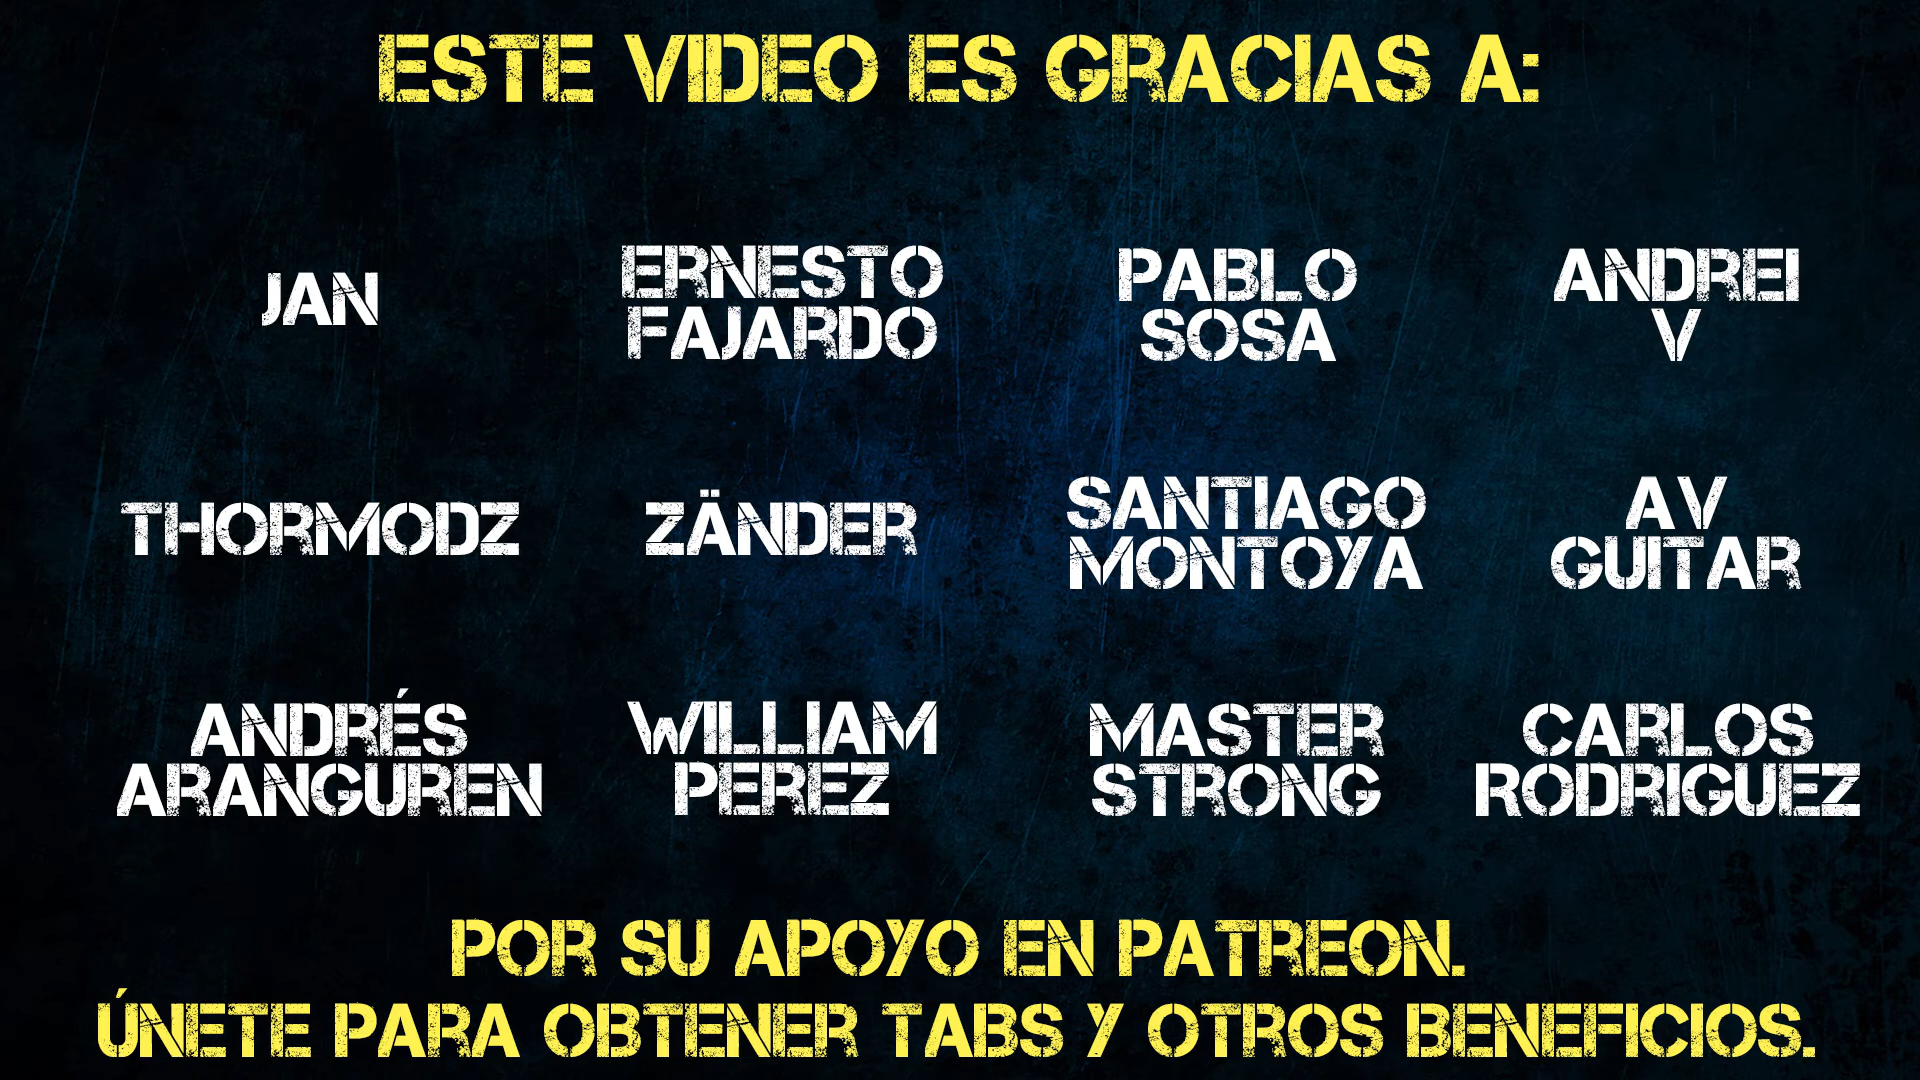 ESTE VIDEO ES GRACIAS A:
JAN
ERNESTO
FAJARDO
PABLO
SOSA
ANDREI
V
THORMODZ
ZÄNDER
SANTIAGO
MONTOYA
AV
GUITAR
ANDRÉS
ARANGUREN
WILLIAM
PEREZ
MASTER
STRONG
CARLOS
RODRIGUEZ
POR SU APOYO EN PATREON.
ÚNETE PARA OBTENER TABS Y OTROS BENEFICIOS.